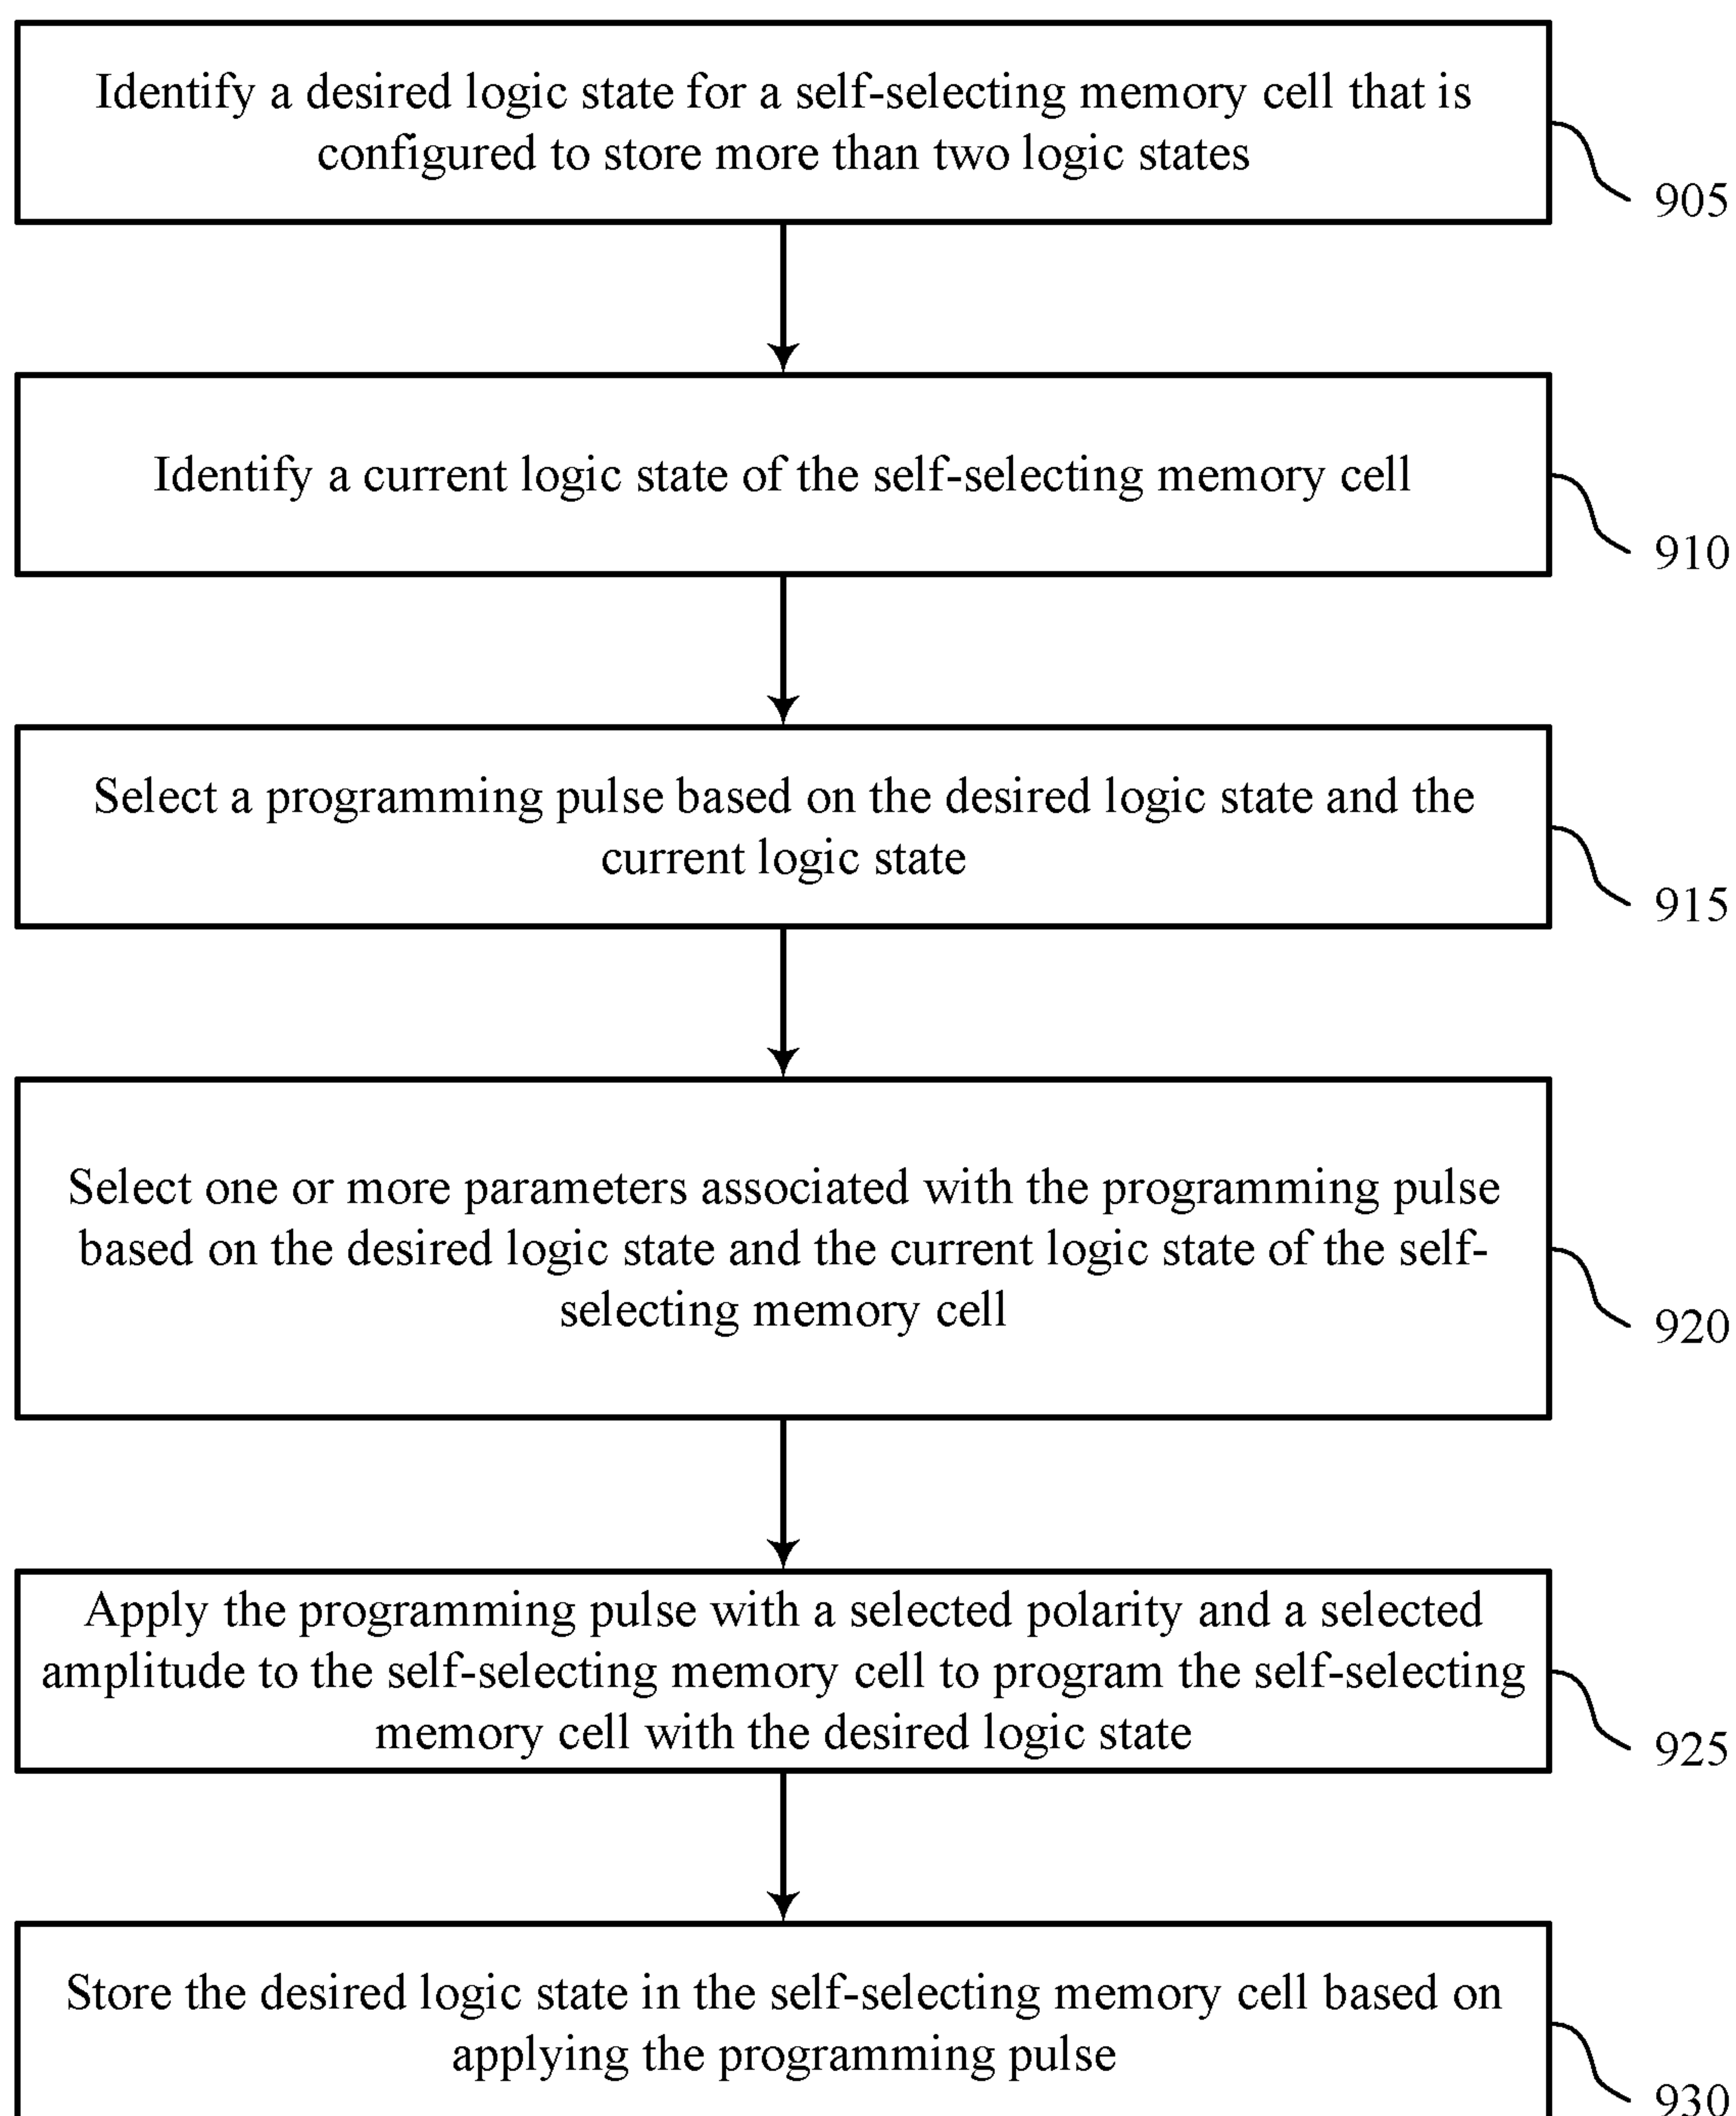 Identify a desired logic state for a self-selecting memory cell that is
configured to store more than two logic states
905
Identify a current logic state of the self-selecting memory cell
910
Select a programming pulse based on the desired logic state and the
current logic state
915
Select one or more parameters associated with the programming pulse
based on the desired logic state and the current logic state of the self-
selecting memory cell
920
Apply the programming pulse with a selected polarity and a selected
amplitude to the self-selecting memory cell to program the self-selecting
memory cell with the desired logic state
925
Store the desired logic state in the self-selecting memory cell based on
applying the programming pulse
930